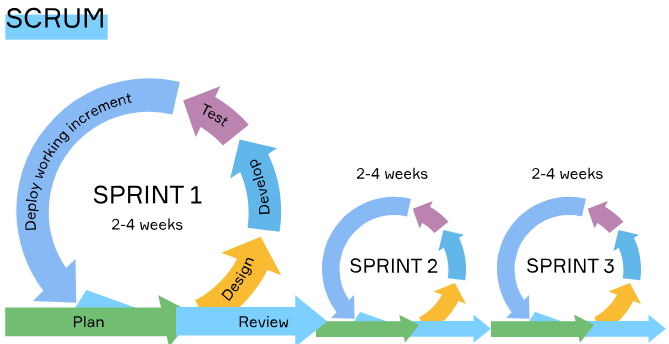 SCRUM
Deploy working increment
Test
Develop
Design
SPRINT 1
2-4 weeks
Plan
Review
2-4 weeks
SPRINT 2
2-4 weeks
SPRINT 3